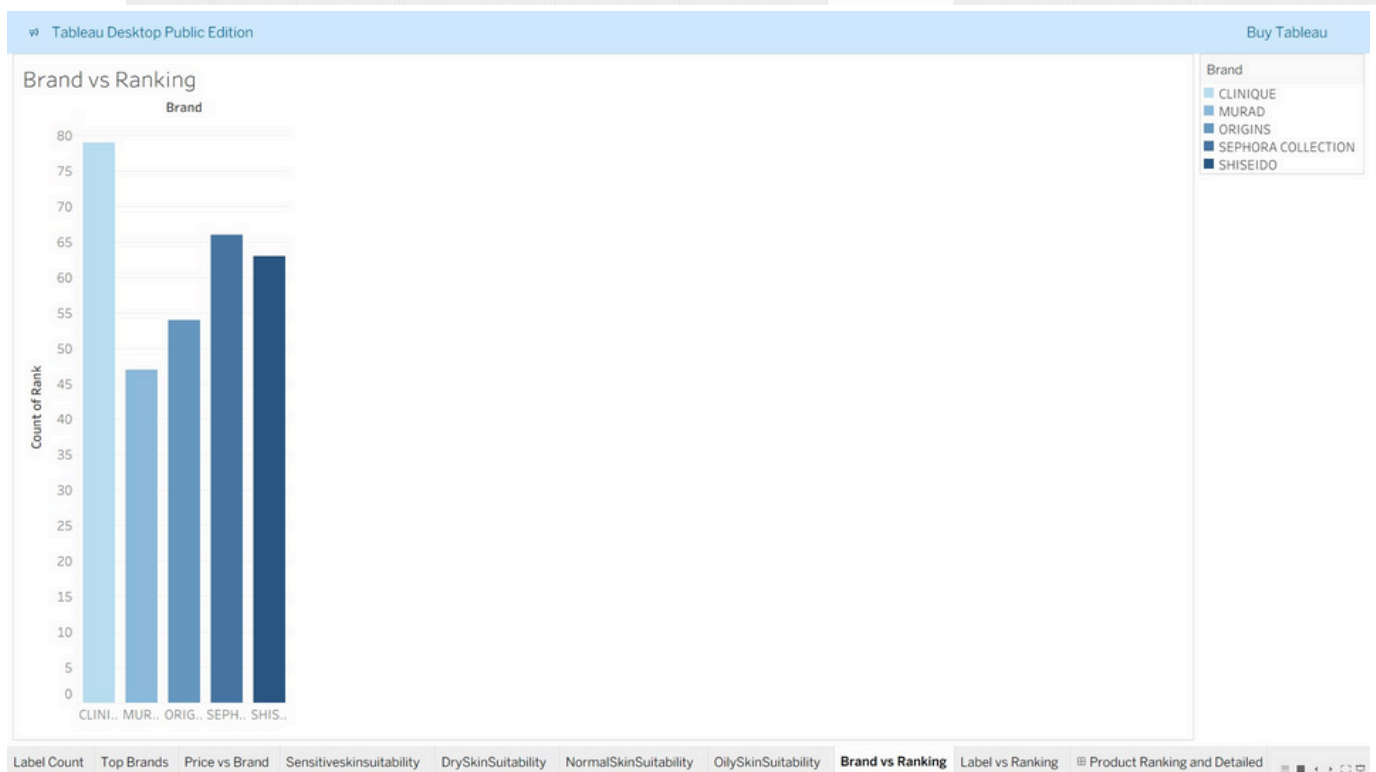 Tableau Desktop Public Edition
Buy Tableau
Brand vs Ranking
Brand
80
75
70
65
60
55
50
45
40
35
30
25
20
15
10
5
0
Count of Rank
CLINI.. MUR.. ORIG.. SEPH.. SHIS..
Brand
CLINIQUE
MURAD
ORIGINS
SEPHORA COLLECTION
SHISEIDO
Label Count Top Brands Price vs Brand Sensitiveskinsuitability DrySkinSuitability NormalSkinSuitability OilySkinSuitability Brand vs Ranking Label vs Ranking Product Ranking and Detailed